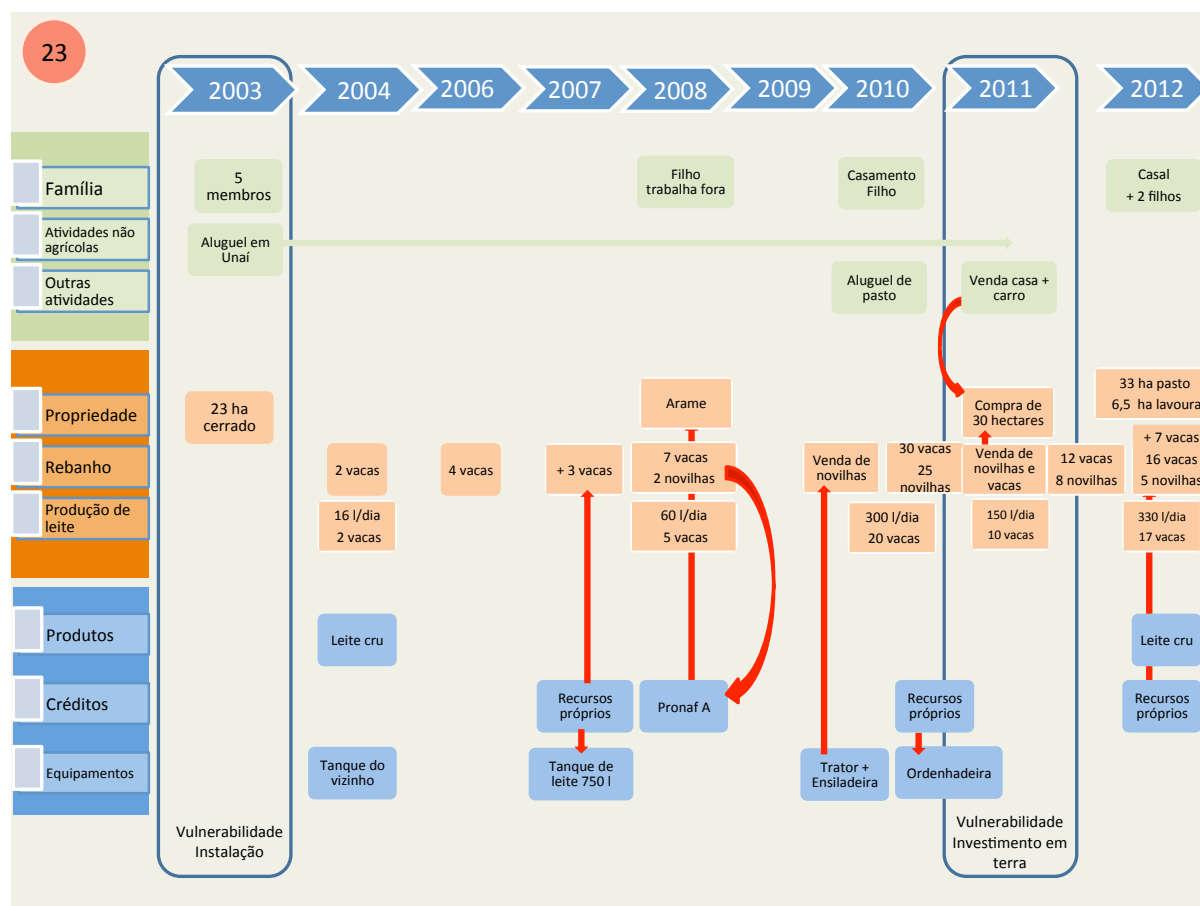 23
2003
2004
2006
2007
2008
2009
2010
2011
2012
Família
5
membros
Filho
trabalha fora
Casamento
Filho
Casal
+ 2 filhos
Atividades não
agrícolas
Aluguel em
Unaí
Outras
atividades
Aluguel de
pasto
Venda casa +
carro
Propriedade
23 ha
cerrado
Arame
Compra de
30 hectares
33 ha pasto
6,5 ha lavoura
Rebanho
2 vacas
4 vacas
+ 3 vacas
7 vacas
2 novilhas
Venda de
novilhas
30 vacas
25
novilhas
Venda de
novilhas e
vacas
12 vacas
8 novilhas
+ 7 vacas
16 vacas
5 novilhas
Produção de
leite
16 l/dia
2 vacas
60 l/dia
5 vacas
300 l/dia
20 vacas
150 l/dia
10 vacas
330 l/dia
17 vacas
Produtos
Leite cru
Leite cru
Créditos
Recursos
próprios
Pronaf A
Recursos
próprios
Recursos
próprios
Equipamentos
Tanque do
vizinho
Tanque de
leite 750 l
Trator +
Ensiladeira
Ordenhadeira
Vulnerabilidade
Instalação
Vulnerabilidade
Investimento em
terra